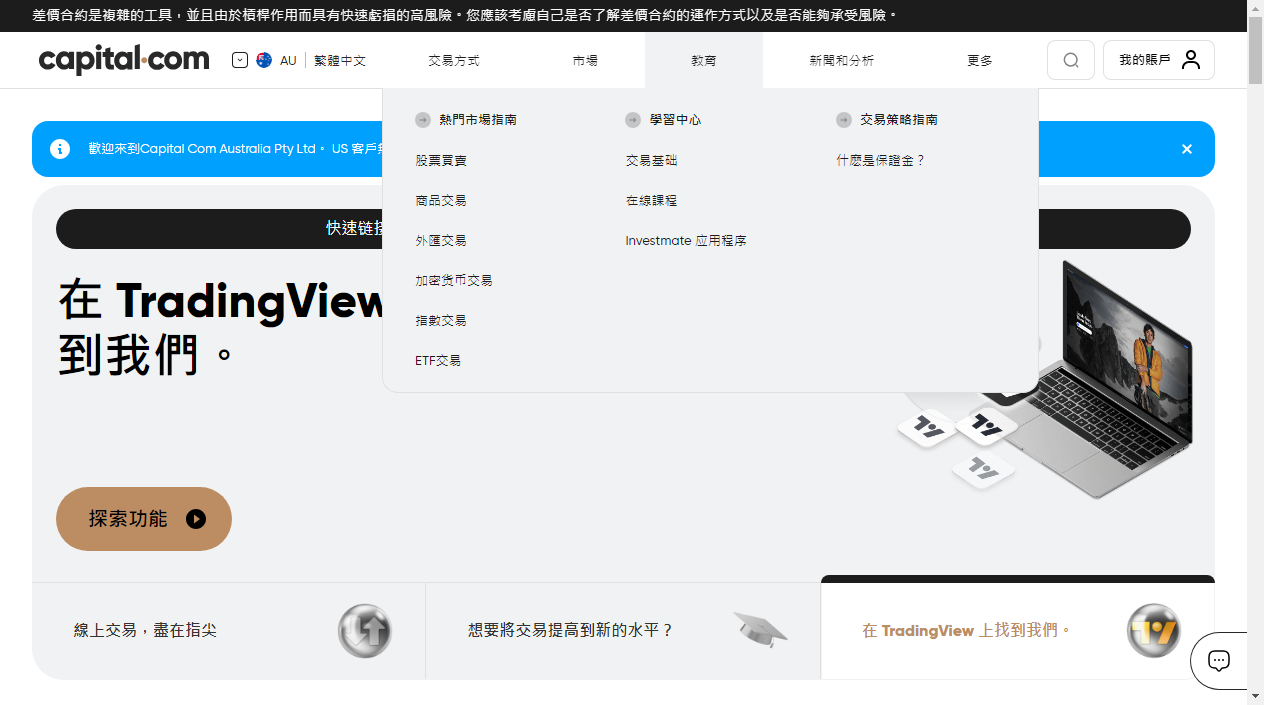 差價合約是複雜的工具，並且由於槓桿作用而具有快速虧損的高風險。您應該考慮自己是否了解差價合約的運作方式以及是否能夠承受風險。
capital.com
AU
繁體中文
交易方式
市場
教育
新聞和分析
更多
我的賬戶
熱門市場指南
學習中心
交易策略指南
歡迎來到Capital Com Australia Pty Ltd。 US 客戶
股票買賣
交易基础
什麼是保證金？
商品交易
在線課程
快速链接
外匯交易
Investmate 应用程序
加密货币交易
指數交易
ETF交易
在 TradingView
到我們。
探索功能
線上交易，盡在指尖
想要將交易提高到新的水平？
在 TradingView 上找到我們。